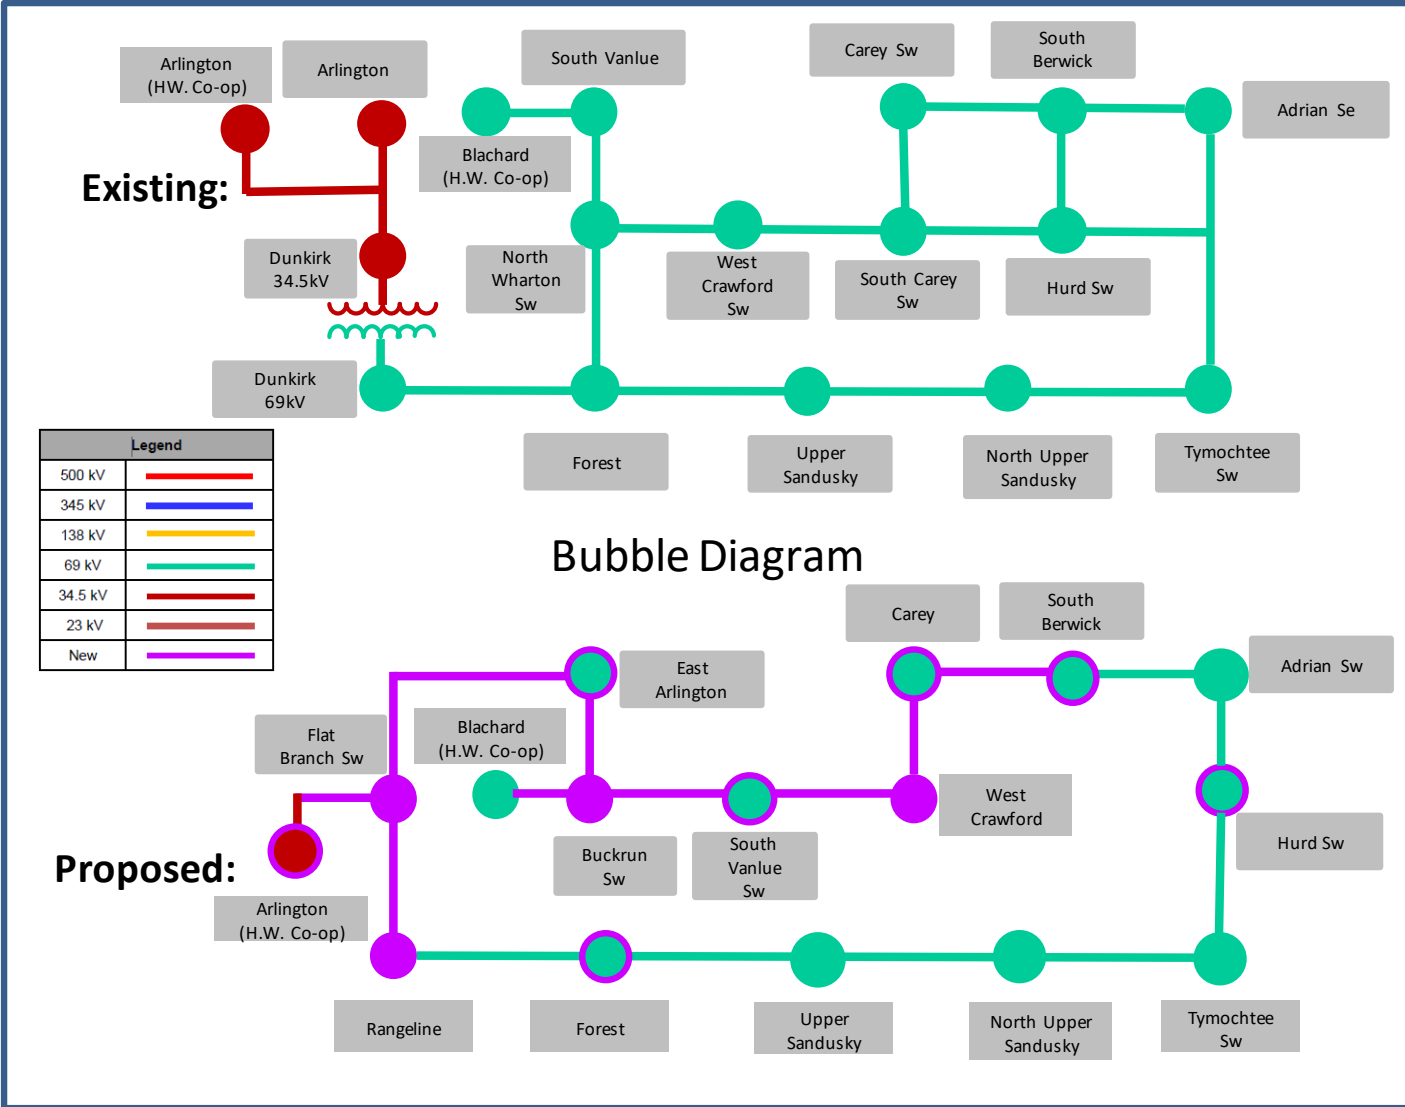 Arlington
(HW. Co-op)
Arlington
South Vanlue
Carey Sw
South
Berwick
Adrian Se
Blachard
(H.W. Co-op)
Existing:
Dunkirk
34.5kV
North
Wharton
Sw
West
Crawford
Sw
South Carey
Sw
Hurd Sw
Dunkirk
69kV
Forest
Upper
Sandusky
North Upper
Sandusky
Tymochtee
Sw
Legend
500 kV
345 kV
138 kV
69 kV
34.5 kV
23 kV
New
Bubble Diagram
Carey
South
Berwick
East
Arlington
Adrian Sw
Flat
Branch Sw
Blachard
(H.W. Co-op)
West
Crawford
Proposed:
Buckrun
Sw
South
Vanlue
Sw
Hurd Sw
Arlington
(H.W. Co-op)
Rangeline
Forest
Upper
Sandusky
North Upper
Sandusky
Tymochtee
Sw